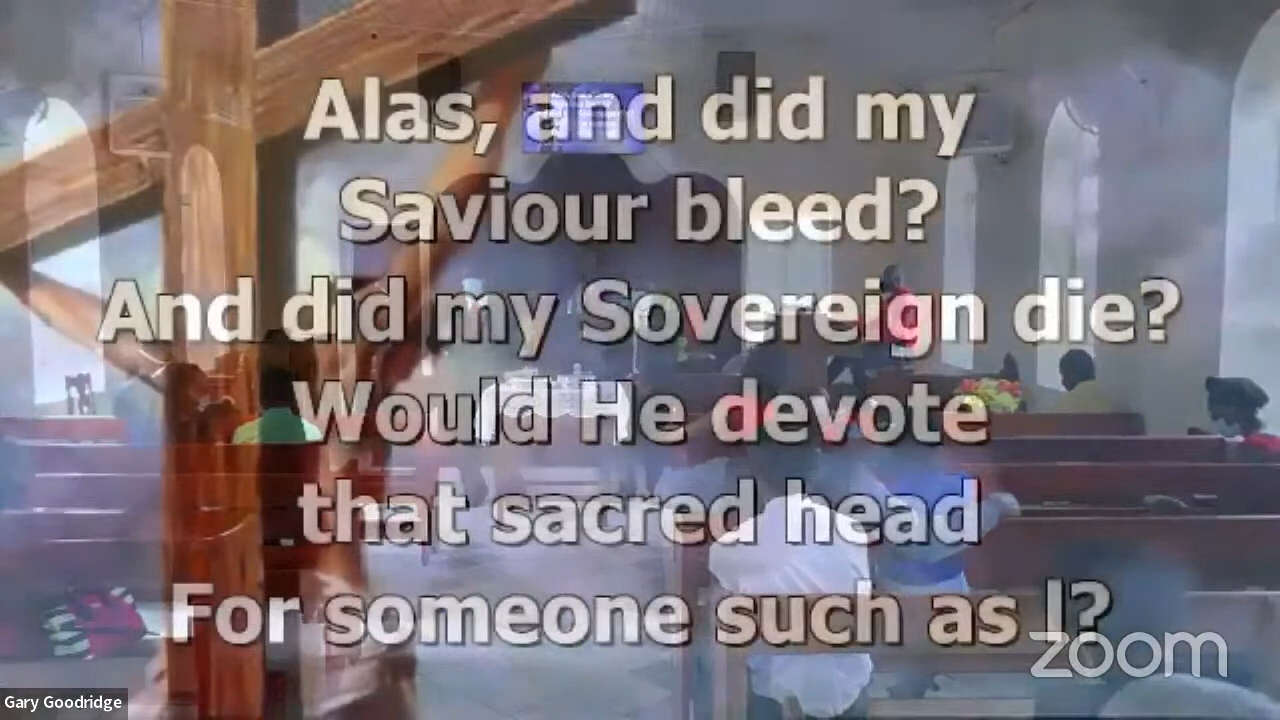 Alas, and did my
Saviour bleed?
And did my Sovereign die?
Would He devote
that sacred head
For someone such as I?
zoom
Gary Goodridge